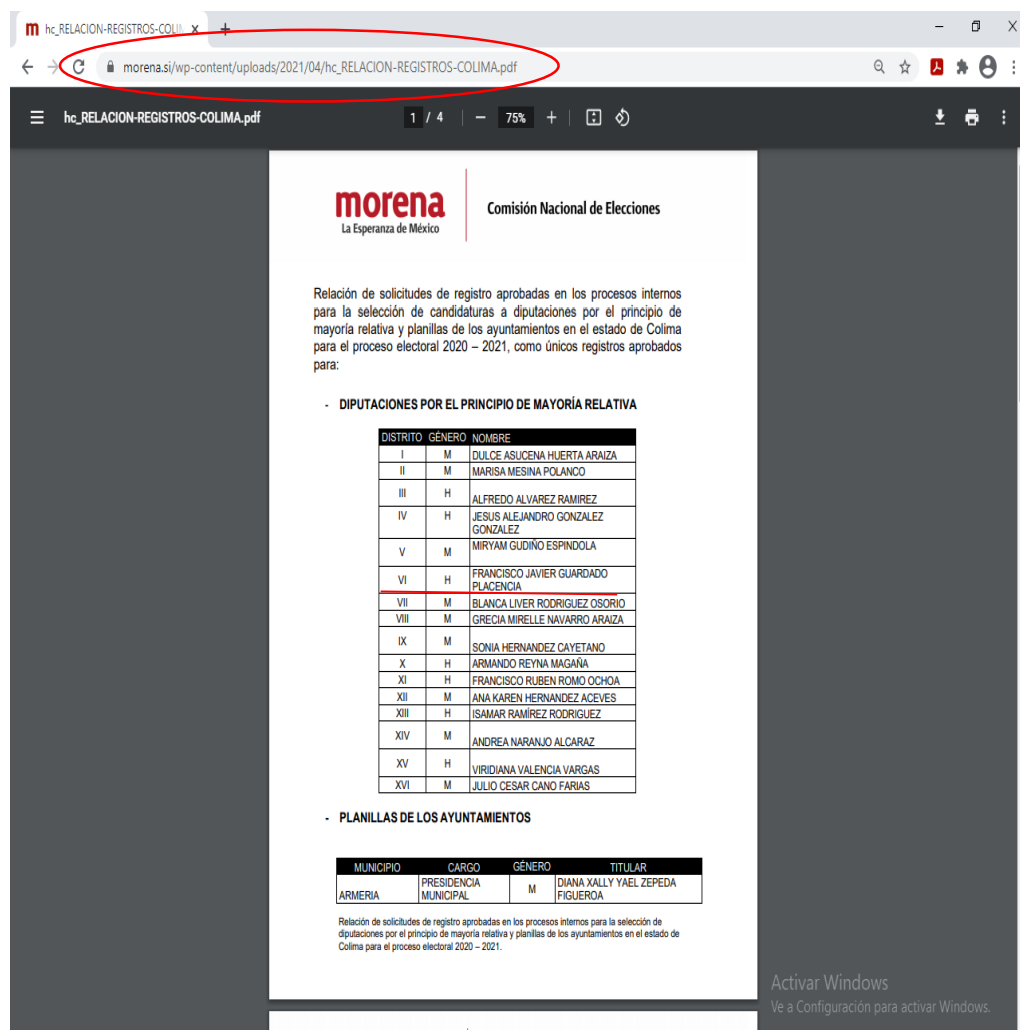 hc_RELACION-REGISTROS-COLIM
morena.si/wp-content/uploads/2021/04/hc_RELACION-REGISTROS-COLIMA.pdf
hc_RELACION-REGISTROS-COLIMA.pdf 1 / 4 75%
morena
La Esperanza de México
Comisión Nacional de Elecciones
Relación de solicitudes de registro aprobadas en los procesos internos
para la selección de candidaturas a diputaciones por el principio de
mayoría relativa y planillas de los ayuntamientos en el estado de Colima
para el proceso electoral 2020 – 2021, como únicos registros aprobados
para:
- DIPUTACIONES POR EL PRINCIPIO DE MAYORÍA RELATIVA
DISTRITO GÉNERO NOMBRE
I M DULCE ASUCENA HUERTA ARAIZA
II M MARISA MESINA POLANCO
III H ALFREDO ALVAREZ RAMIREZ
IV H JESUS ALEJANDRO GONZALEZ
GONZALEZ
V M MIRYAM GUDIÑO ESPINDOLA
VI H FRANCISCO JAVIER GUARDADO
PLACENCIA
VII M BLANCA LIVER RODRIGUEZ OSORIO
VIII M GRECIA MIRELLE NAVARRO ARAIZA
IX M SONIA HERNANDEZ CAYETANO
X H ARMANDO REYNA MAGAÑA
XI H FRANCISCO RUBEN ROMO OCHOA
XII M ANA KAREN HERNANDEZ ACEVES
XIII H ISAMAR RAMÍREZ RODRIGUEZ
XIV M ANDREA NARANJO ALCARAZ
XV H VIRIDIANA VALENCIA VARGAS
XVI M JULIO CESAR CANO FARIAS
- PLANILLAS DE LOS AYUNTAMIENTOS
MUNICIPIO CARGO GÉNERO TITULAR
ARMERIA PRESIDENCIA MUNICIPAL M DIANA XALLY YAEL ZEPEDA FIGUEROA
Relación de solicitudes de registro aprobadas en los procesos internos para la selección de
diputaciones por el principio de mayoría relativa y planillas de los ayuntamientos en el estado de
Colima para el proceso electoral 2020 – 2021.
Activar Windows
Ve a Configuración para activar Windows.